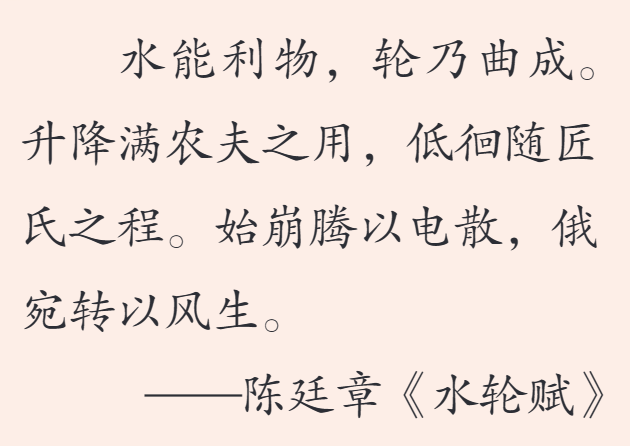 水能利物，轮乃曲成。
升降满农夫之用，低徊随匠
氏之程。始崩腾以电散，俄
宛转以风生。
——陈廷章《水轮赋》